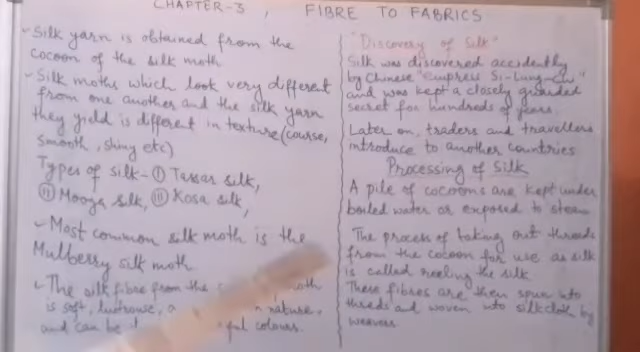 CHAPTER-3, FIBRE TO FABRICS
Silk yarn is obtained from the
cocoon of the silk moth
Silk moths which look very different
from one another and the silk yarn
they yield is different in texture (coarse,
smooth, shiny etc)
Types of silk - (i) Tassar silk,
(ii) Mooga silk, (iii) Kosa silk,
Most common silk moth is the
Mulberry silk moth.
The silk fibre from the
is soft, lustrous, nature,
and can be colours.
"Discovery of Silk"
Silk was discovered accidently
by Chinese "empress Si-Lung-
and was kept a closely guarded
secret for hundreds of years.
Later on, traders and travellers
introduce to another countries
Processing of Silk
A pile of cocoons are kept under
boiled water or exposed to steam
The process of taking out threads
from the cocoon for use as silk
is called reeling the silk
These fibres are then spun into
threads and woven into silk cloth by
weavers